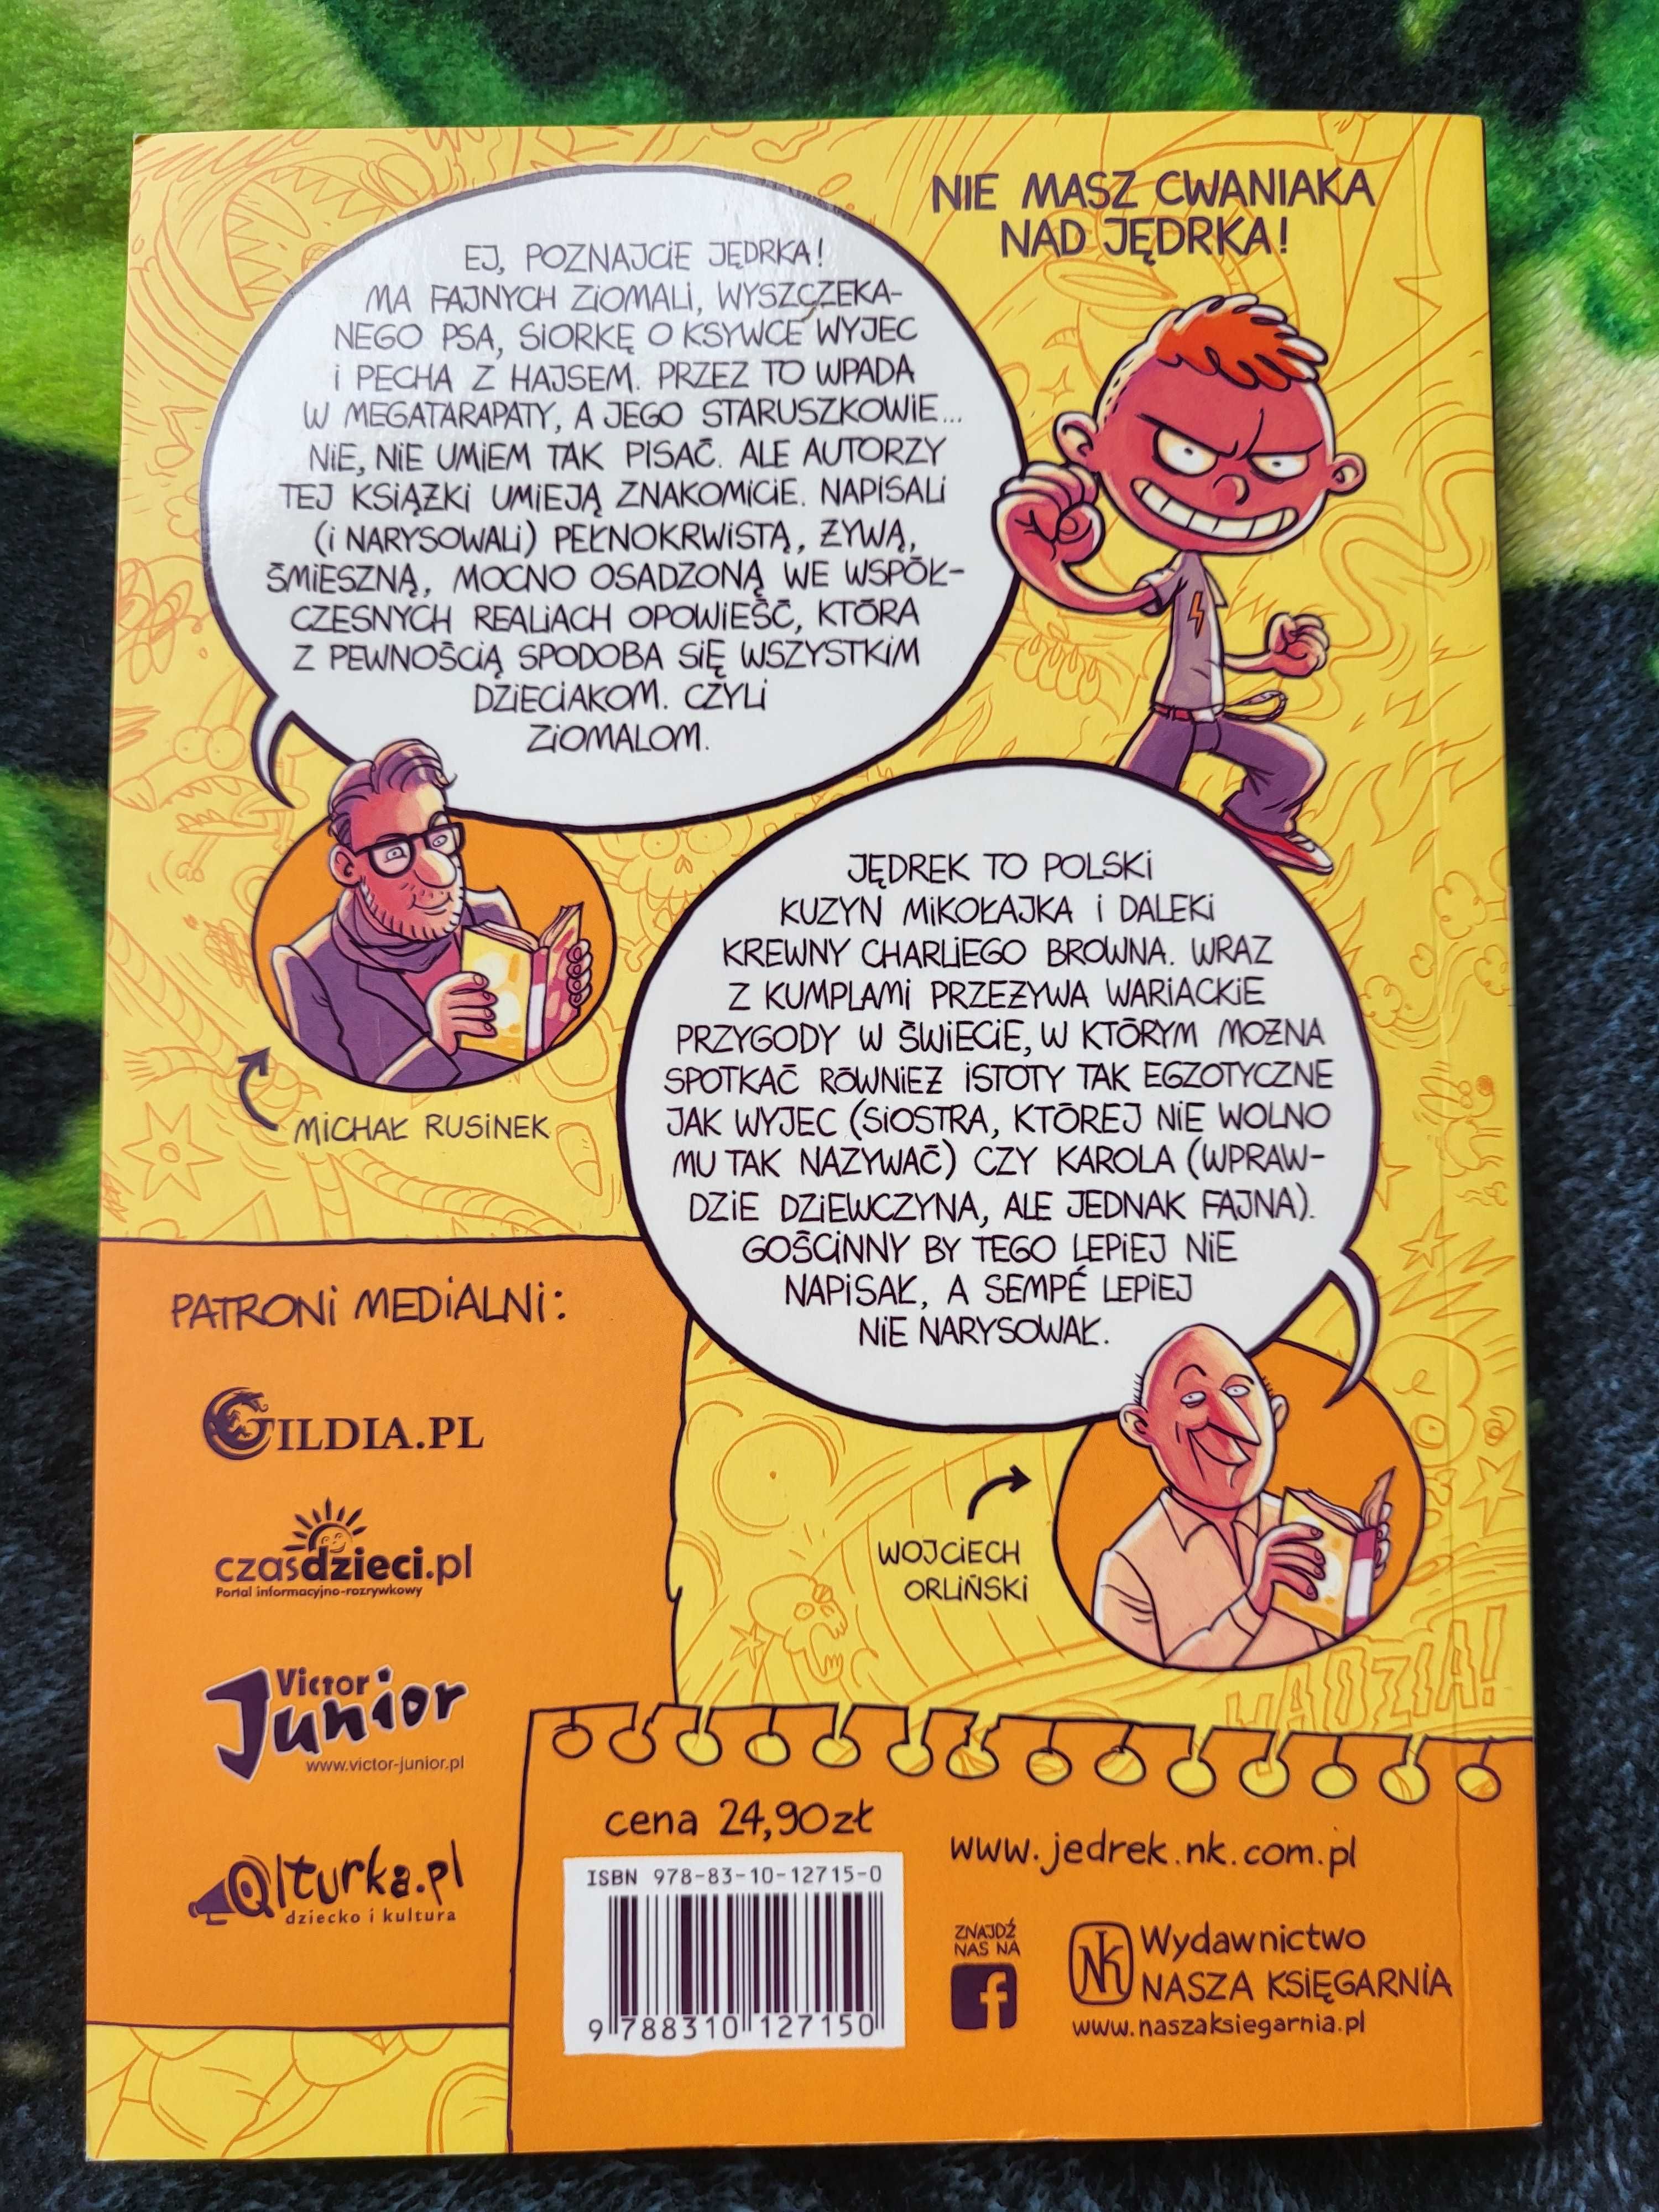 NIE MASZ CWANIAKA
NAD JĘDRKA!
EJ, POZNAJCIE JĘDRKA!
MA FAJNYCH ZIOMALI, WYSZCZEKA-
NEGO PSA, SIORKĘ O KSYWCE WYJEC
I PECHA Z HAJSEM. PRZEZ TO WPADA
W MEGATARAPATY, A JEGO STARUSZKOWIE...
NIE, NIE UMIEM TAK PISAĆ. ALE AUTORZY
TEJ KSIĄŻKI UMIEJĄ ZNAKOMICIE. NAPISALI
(I NARYSOWALI) PEŁNOKRWISTĄ, ŻYWĄ,
ŚMIESZNĄ, MOCNO OSADZONĄ WE WSPÓŁ-
CZESNYCH REALIACH OPOWIEŚĆ, KTÓRA
Z PEWNOŚCIĄ SPODOBA SIĘ WSZYSTKIM
DZIECIAKOM. CZYLI
ZIOMALOM.
MICHAŁ RUSINEK
JĘDREK TO POLSKI
KUZYN MIKOŁAJKA I DALEKI
KREWNY CHARLIEGO BROWNA. WRAZ
Z KUMPLAMI PRZEŻYWA WARIACKIE
PRZYGODY W ŚWIECIE, W KTÓRYM MOŻNA
SPOTKAĆ RÓWNIEŻ ISTOTY TAK EGZOTYCZNE
JAK WYJEC (SIOSTRA, KTÓREJ NIE WOLNO
MU TAK NAZYWAĆ) CZY KAROLA (WPRAW-
DZIE DZIEWCZYNA, ALE JEDNAK FAJNA).
GOŚCINNY BY TEGO LEPIEJ NIE
NAPISAŁ, A SEMPÉ LEPIEJ
NIE NARYSOWAŁ.
WOJCIECH
ORLIŃSKI
PATRONI MEDIALNI:
GILDIA.PL
czasdzieci.pl
Portal informacyjno-rozrywkowy
Victor
Junior
www.victor-junior.pl
Qlturka.pl
dziecko i kultura
cena 24,90 zł
ISBN 978-83-10-12715-0
9 788310 127150
www.jedrek.nk.com.pl
ZNAJDŹ
NAS NA
f
NK
Wydawnictwo
NASZA KSIĘGARNIA
www.naszaksiegarnia.pl